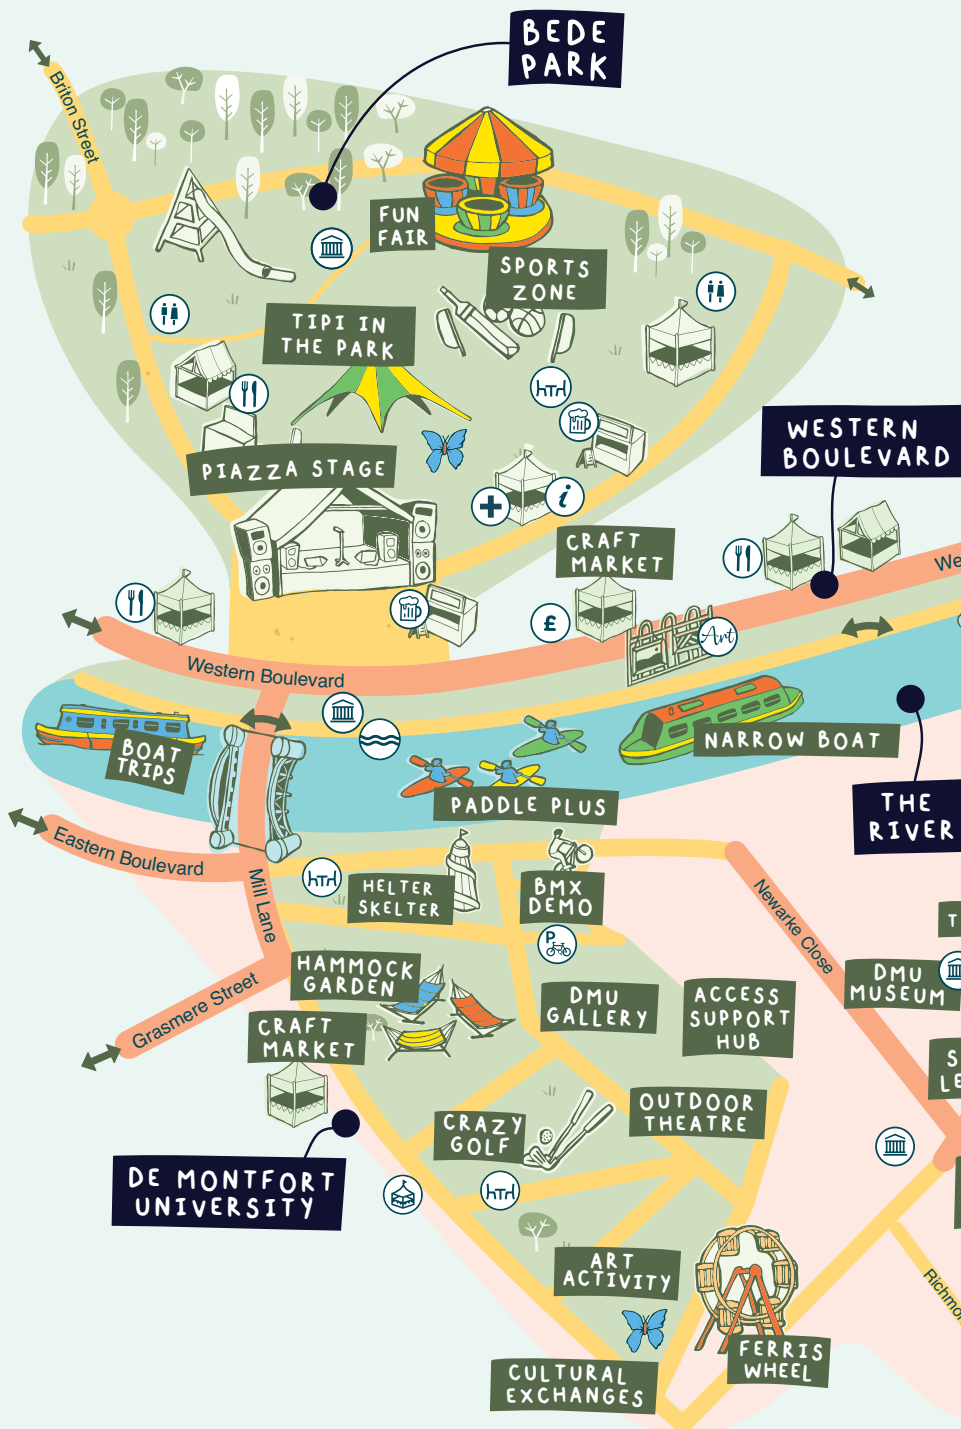 BEDE
PARK
Briton Street
FUN
FAIR
SPORTS
ZONE
TIPI IN
THE PARK
PIAZZA STAGE
WESTERN
BOULEVARD
CRAFT
MARKET
£
Art
We
Western Boulevard
BOAT
TRIPS
NARROW BOAT
PADDLE PLUS
THE
RIVER
Eastern Boulevard
Mill Lane
HELTER
SKELTER
BMX
DEMO
P
Newarke Close
T
HAMMOCK
GARDEN
DMU
GALLERY
ACCESS
SUPPORT
HUB
DMU
MUSEUM
Grasmere Street
CRAFT
MARKET
S
LE
OUTDOOR
THEATRE
CRAZY
GOLF
DE MONTFORT
UNIVERSITY
ART
ACTIVITY
Richmo
FERRIS
WHEEL
CULTURAL
EXCHANGES
i